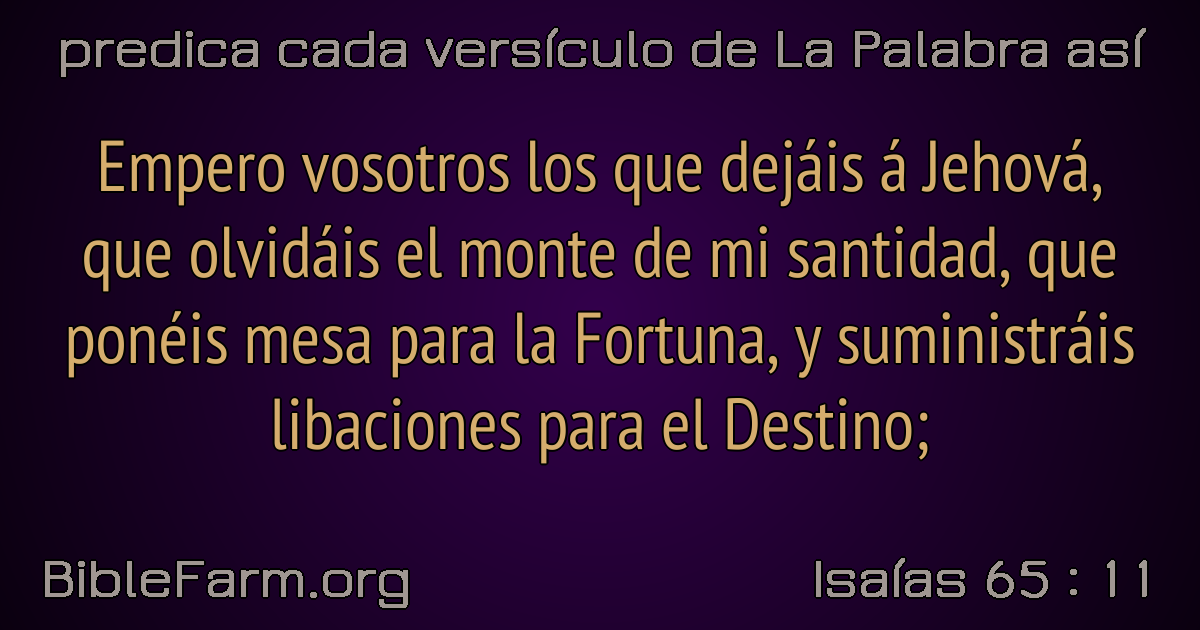 predica cada versículo de La Palabra así
Empero vosotros los que dejáis á Jehová,
que olvidáis el monte de mi santidad, que
ponéis mesa para la Fortuna, y suministráis
libaciones para el Destino;
BibleFarm.org
Isaías 65 : 11